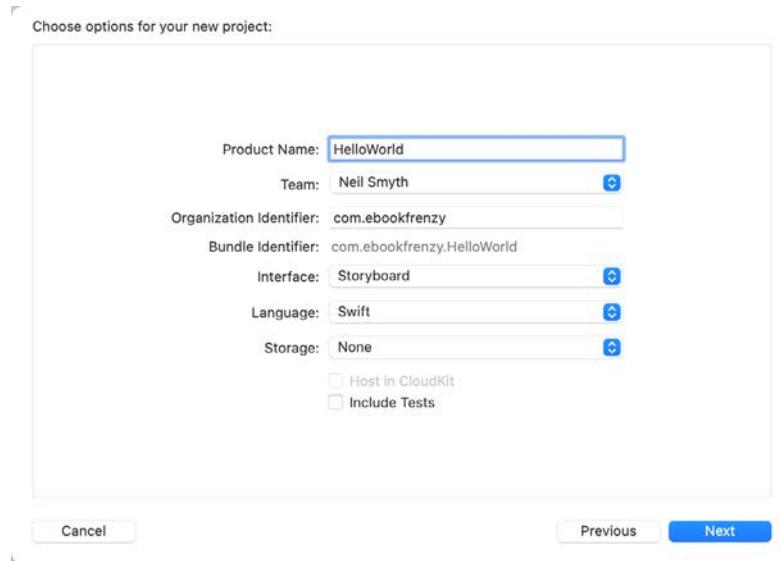 Choose options for your new project:
Product Name: HelloWorld
Team: Neil Smyth
Organization Identifier: com.ebookfrenzy
Bundle Identifier: com.ebookfrenzy.HelloWorld
Interface: Storyboard
Language: Swift
Storage: None
Host in CloudKit
Include Tests
Cancel Previous Next